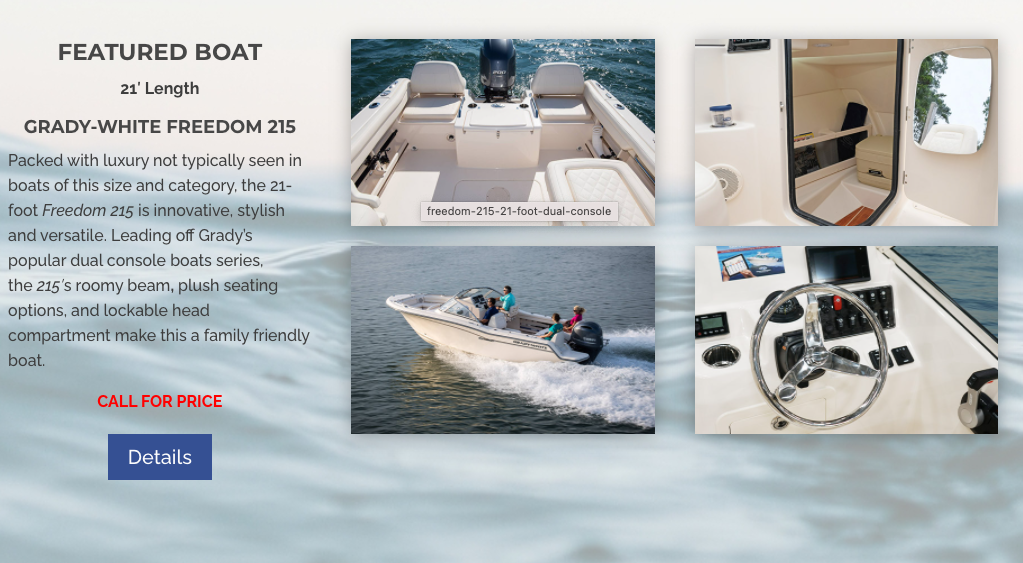 FEATURED BOAT
21' Length
GRADY-WHITE FREEDOM 215
Packed with luxury not typically seen in
boats of this size and category, the 21-
foot Freedom 215 is innovative, stylish
and versatile. Leading off Grady's
popular dual console boats series,
the 215's roomy beam, plush seating
options, and lockable head
compartment make this a family friendly
boat.
CALL FOR PRICE
Details
freedom-215-21-foot-dual-console